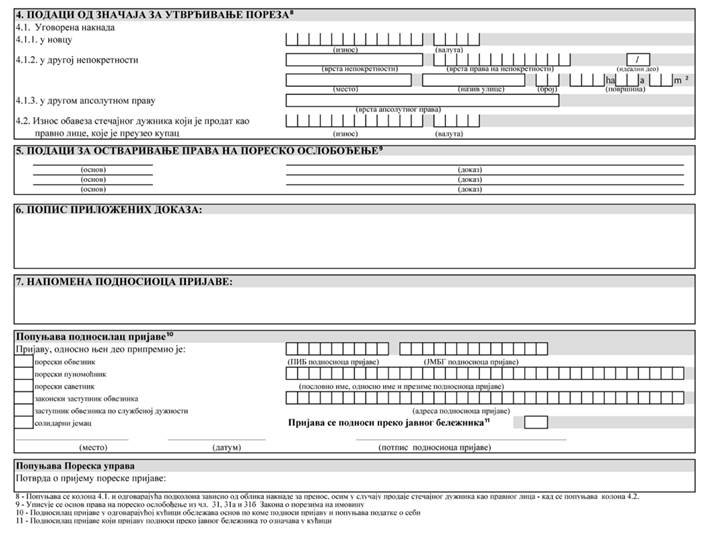 4. ПОДАЦИ ОД ЗНАЧАЈА ЗА УТВРЂИВАЊЕ ПОРЕЗА⁸
4.1. Уговорена накнада
4.1.1. у новцу
(износ) (валута)
4.1.2. у другој непокретности /
(врста непокретности) (врста права на непокретности) (идеални део)
ha a m ²
(место) (назив улице) (број) (површина)
4.1.3. у другом апсолутном праву
(врста апсолутног права)
4.2. Износ обавеза стечајног дужника који је продат као
правно лице, које је преузео купац
(износ) (валута)
5. ПОДАЦИ ЗА ОСТВАРИВАЊЕ ПРАВА НА ПОРЕСКО ОСЛОБОЂЕЊЕ⁹
(основ) (доказ)
(основ) (доказ)
(основ) (доказ)
6. ПОПИС ПРИЛОЖЕНИХ ДОКАЗА:
7. НАПОМЕНА ПОДНОСИОЦА ПРИЈАВЕ:
Попуњава подносилац пријаве¹⁰
Пријаву, односно њен део припремио је:
порески обвезник (ПИБ подносиоца пријаве) (ЈМБГ подносиоца пријаве)
порески пуномоћник
порески саветник (пословно име, односно име и презиме подносиоца пријаве)
законски заступник обвезника
заступник обвезника по службеној дужности (адреса подносиоца пријаве)
солидарни јемац Пријава се подноси преко јавног бележника¹¹
(место) (датум) (потпис подносиоца пријаве)
Попуњава Пореска управа
Потврда о пријему пореске пријаве:
8 - Попуњава се колона 4.1. и одговарајућа подколона зависно од облика накнаде за пренос, осим у случају продаје стечајног дужника као правног лица - кад се попуњава колона 4.2.
9 - Уписује се основ права на пореско ослобођење из чл. 31, 31а и 31б Закона о порезима на имовину
10 - Подносилац пријаве у одговарајућој кућици обележава основ по коме подноси пријаву и попуњава податке о себи
11 - Подносилац пријаве који пријаву подноси преко јавног бележника то означава у кућици